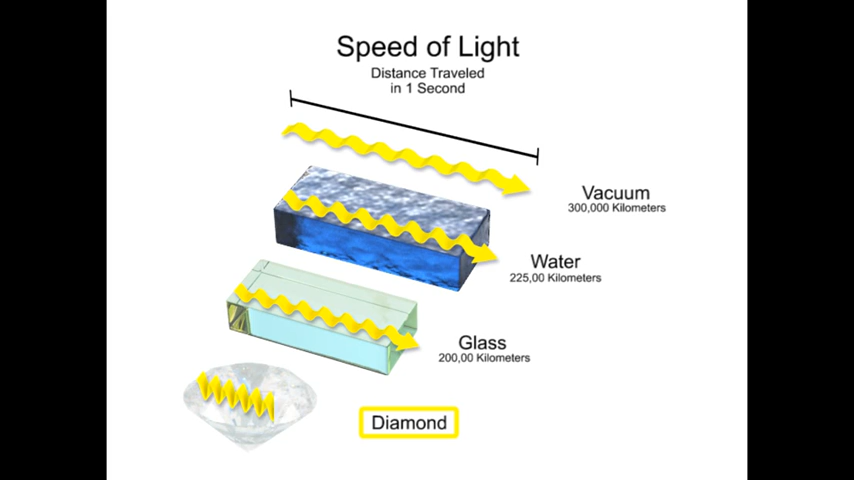 Speed of Light
Distance Traveled
in 1 Second
Vacuum
300,000 Kilometers
Water
225,00 Kilometers
Glass
200,00 Kilometers
Diamond